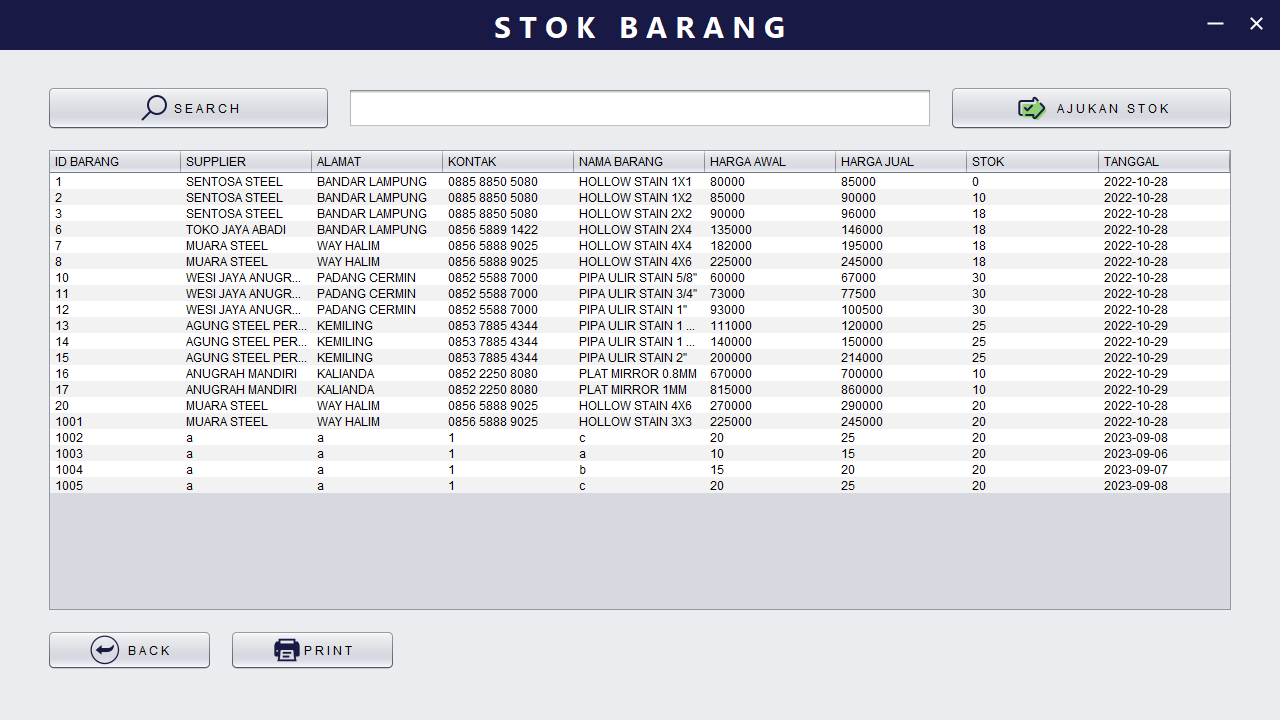 STOK BARANG
SEARCH AJUKAN STOK
ID BARANG SUPPLIER ALAMAT KONTAK NAMA BARANG HARGA AWAL HARGA JUAL STOK TANGGAL
1 SENTOSA STEEL BANDAR LAMPUNG 0885 8850 5080 HOLLOW STAIN 1X1 80000 85000 0 2022-10-28
2 SENTOSA STEEL BANDAR LAMPUNG 0885 8850 5080 HOLLOW STAIN 1X2 85000 90000 10 2022-10-28
3 SENTOSA STEEL BANDAR LAMPUNG 0885 8850 5080 HOLLOW STAIN 2X2 90000 96000 18 2022-10-28
6 TOKO JAYA ABADI BANDAR LAMPUNG 0856 5889 1422 HOLLOW STAIN 2X4 135000 146000 18 2022-10-28
7 MUARA STEEL WAY HALIM 0856 5888 9025 HOLLOW STAIN 4X4 182000 195000 18 2022-10-28
8 MUARA STEEL WAY HALIM 0856 5888 9025 HOLLOW STAIN 4X6 225000 245000 18 2022-10-28
10 WESI JAYA ANUGR... PADANG CERMIN 0852 5588 7000 PIPA ULIR STAIN 5/8" 60000 67000 30 2022-10-28
11 WESI JAYA ANUGR... PADANG CERMIN 0852 5588 7000 PIPA ULIR STAIN 3/4" 73000 77500 30 2022-10-28
12 WESI JAYA ANUGR... PADANG CERMIN 0852 5588 7000 PIPA ULIR STAIN 1" 93000 100500 30 2022-10-28
13 AGUNG STEEL PER... KEMILING 0853 7885 4344 PIPA ULIR STAIN 1 ... 111000 120000 25 2022-10-29
14 AGUNG STEEL PER... KEMILING 0853 7885 4344 PIPA ULIR STAIN 1 ... 140000 150000 25 2022-10-29
15 AGUNG STEEL PER... KEMILING 0853 7885 4344 PIPA ULIR STAIN 2" 200000 214000 25 2022-10-29
16 ANUGRAH MANDIRI KALIANDA 0852 2250 8080 PLAT MIRROR 0.8MM 670000 700000 10 2022-10-29
17 ANUGRAH MANDIRI KALIANDA 0852 2250 8080 PLAT MIRROR 1MM 815000 860000 10 2022-10-29
20 MUARA STEEL WAY HALIM 0856 5888 9025 HOLLOW STAIN 4X6 270000 290000 20 2022-10-28
1001 MUARA STEEL WAY HALIM 0856 5888 9025 HOLLOW STAIN 3X3 225000 245000 20 2022-10-28
1002 a a 1 c 20 25 20 2023-09-08
1003 a a 1 a 10 15 20 2023-09-06
1004 a a 1 b 15 20 20 2023-09-07
1005 a a 1 c 20 25 20 2023-09-08
BACK PRINT